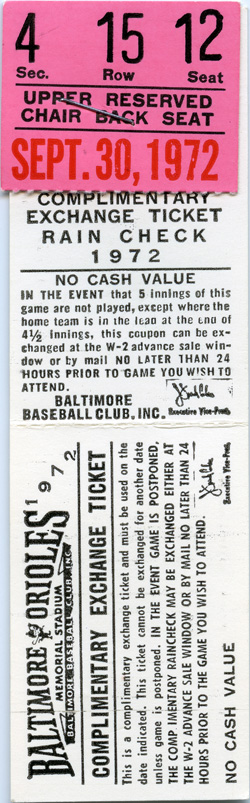 4 15 12
Sec. Row Seat
UPPER RESERVED
CHAIR BACK SEAT
SEPT. 30, 1972
COMPLIMENTARY
EXCHANGE TICKET
RAIN CHECK
1972
NO CASH VALUE
IN THE EVENT that 5 innings of this
game are not played, except where the
home team is in the lead at the end of
4½ innings, this coupon can be ex-
changed at the W-2 advance sale win-
dow or by mail NO LATER THAN 24
HOURS PRIOR TO GAME YOU WISH TO
ATTEND.
BALTIMORE
BASEBALL CLUB, INC.
Executive Vice-Pres.
BALTIMORE ORIOLES
1972
MEMORIAL STADIUM
BALTIMORE BASEBALL CLUB, INC.
COMPLIMENTARY EXCHANGE TICKET
This is a complimentary exchange ticket and must be used on the
date indicated. This ticket cannot be exchanged for another date
unless game is postponed. IN THE EVENT GAME IS POSTPONED,
THE COMP IMENTARY RAINCHECK MAY BE EXCHANGED EITHER AT
THE W-2 ADVANCE SALE WINDOW OR BY MAIL NO LATER THAN 24
HOURS PRIOR TO THE GAME YOU WISH TO ATTEND.
Executive Vice-Pres.
NO CASH VALUE